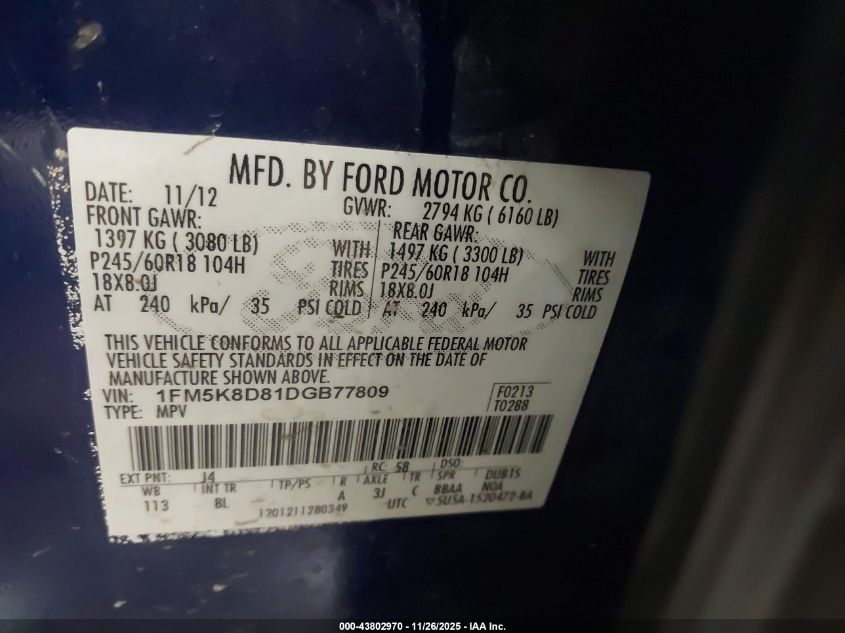 MFD. BY FORD MOTOR CO.
DATE: 11/12 GVWR: 2794 KG ( 6160 LB)
FRONT GAWR: REAR GAWR:
1397 KG ( 3080 LB) WITH 1497 KG ( 3300 LB) WITH
P245/60R18 104H TIRES P245/60R18 104H TIRES
18X8.0J RIMS 18X8.0J RIMS
AT 240 kPa/ 35 PSI COLD AT 240 kPa/ 35 PSI COLD
THIS VEHICLE CONFORMS TO ALL APPLICABLE FEDERAL MOTOR
VEHICLE SAFETY STANDARDS IN EFFECT ON THE DATE OF
MANUFACTURE SHOWN ABOVE.
VIN: 1FM5K8D81DGB77809 F0213
TYPE: MPV T0288
EXT PNT: J4 RC: 58 DSO:
WB INT TR TP/PS R AXLE TR SPR DUB1S
113 8L A 3J C BBAA NOA
1201211280349 UTC ▽5U5A-1520472-BA
000-43802970 - 11/26/2025 - IAA Inc.